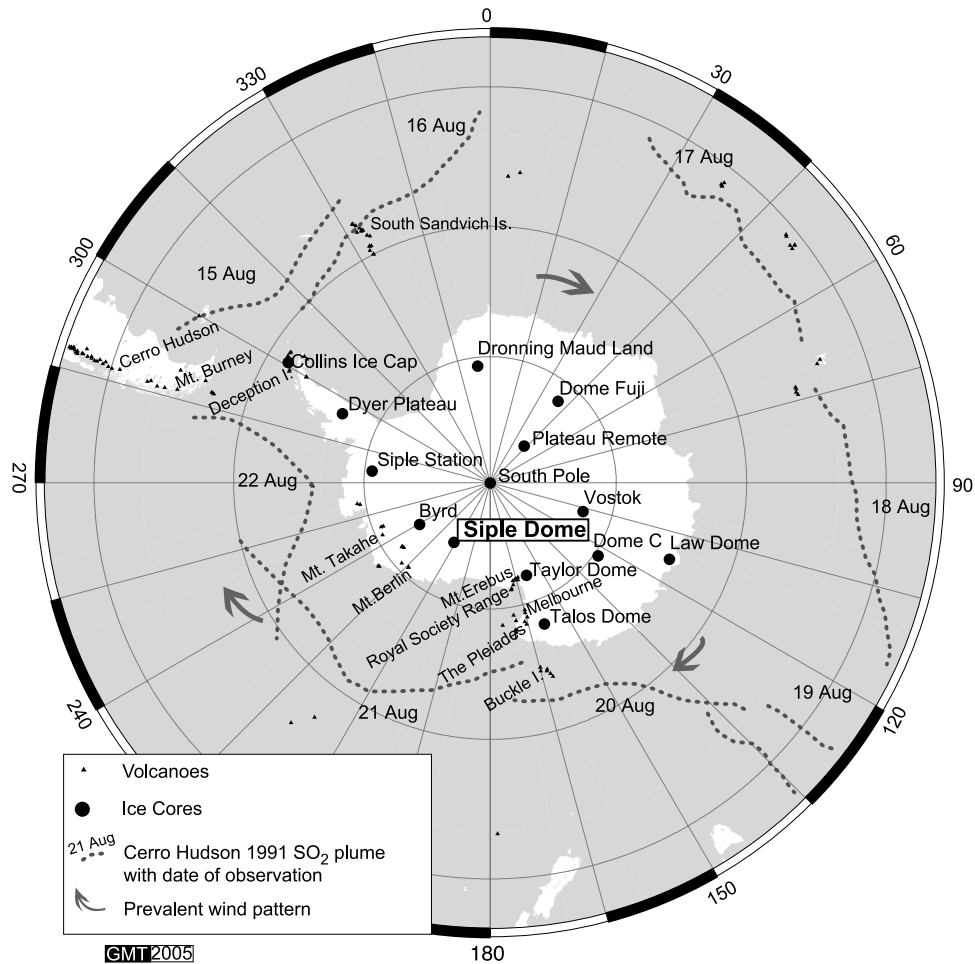 0
330
30
16 Aug
17 Aug
South Sandvich Is.
300
60
15 Aug
Cerro Hudson
Mt. Burney
Deception I.
Collins Ice Cap
Dronning Maud Land
Dyer Plateau
Dome Fuji
Plateau Remote
Siple Station
South Pole
270
90
22 Aug
Vostok
18 Aug
Byrd
Siple Dome
Mt. Takahe
Dome C
Law Dome
Mt.Berlin
Mt.Erebus
Taylor Dome
Royal Society Range
Melbourne
Talos Dome
The Pleiades
Buckle I.
19 Aug
20 Aug
21 Aug
240
120
Volcanoes
Ice Cores
21 Aug
Cerro Hudson 1991 SO2 plume
with date of observation
Prevalent wind pattern
150
180
GMT 2005